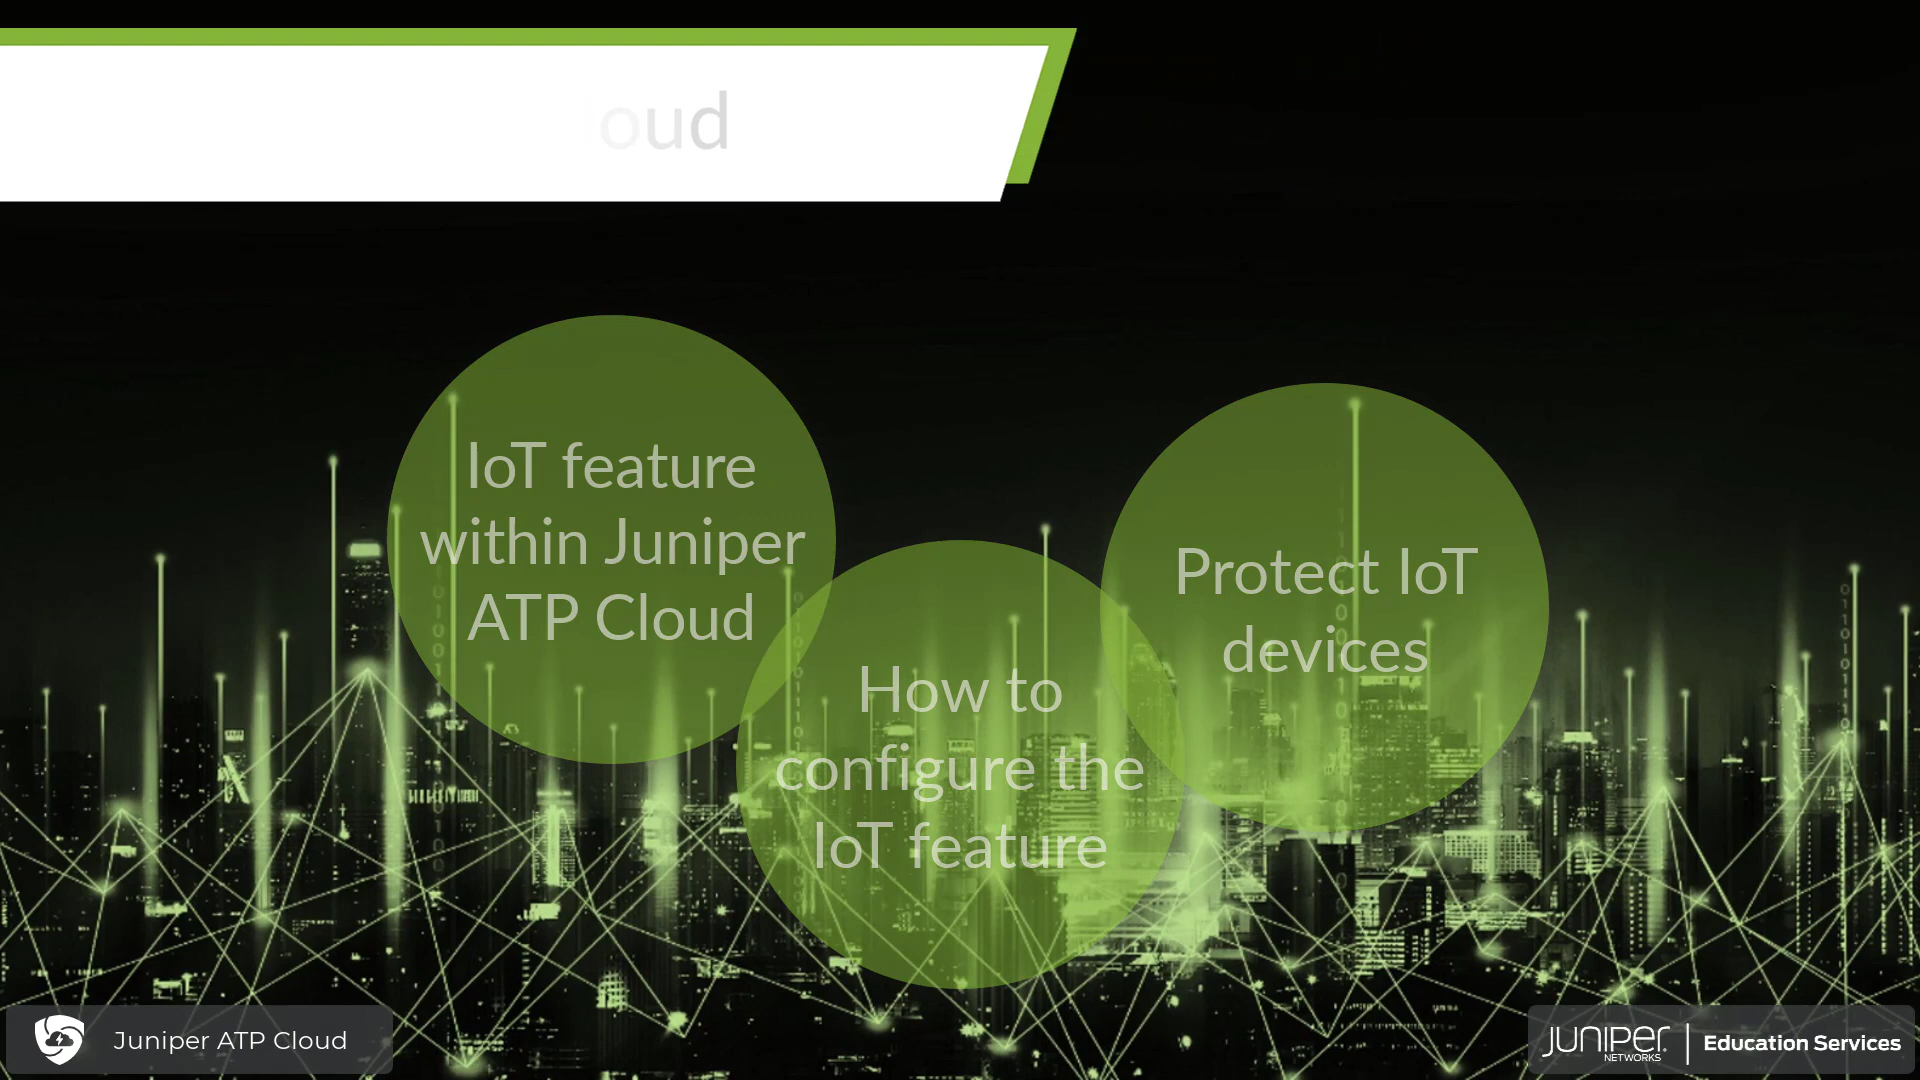 oud
IoT feature
within Juniper
ATP Cloud
How to
configure the
IoT feature
Protect IoT
devices
Juniper ATP Cloud
JUNIPER
NETWORKS
Education Services